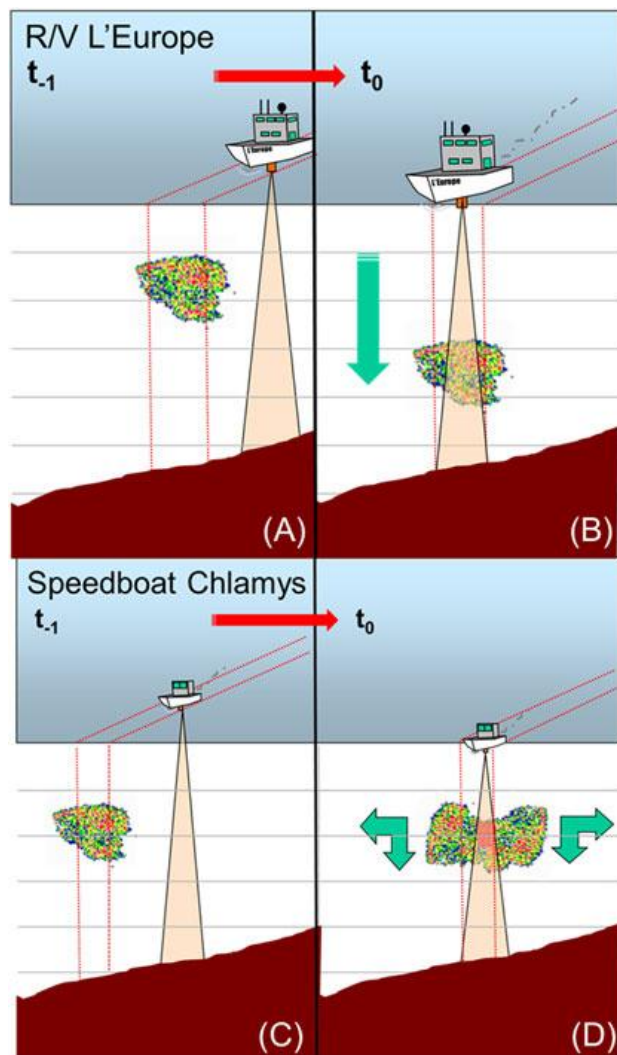 R/V L'Europe
t-1
t0
L'Europe
L'Europe
(A)
(B)
Speedboat Chlamys
t-1
t0
(C)
(D)